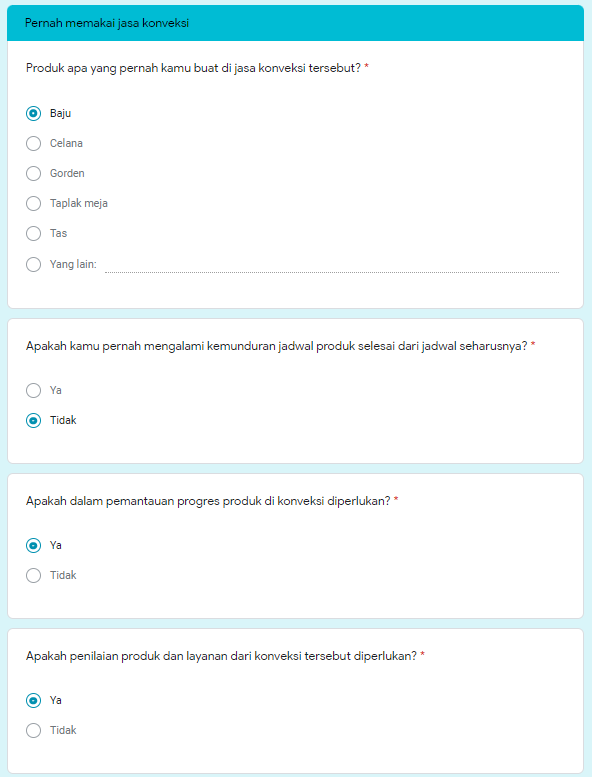 Pernah memakai jasa konveksi
Produk apa yang pernah kamu buat di jasa konveksi tersebut? *
Baju
Celana
Gorden
Taplak meja
Tas
Yang lain:
Apakah kamu pernah mengalami kemunduran jadwal produk selesai dari jadwal seharusnya? *
Ya
Tidak
Apakah dalam pemantauan progres produk di konveksi diperlukan? *
Ya
Tidak
Apakah penilaian produk dan layanan dari konveksi tersebut diperlukan? *
Ya
Tidak